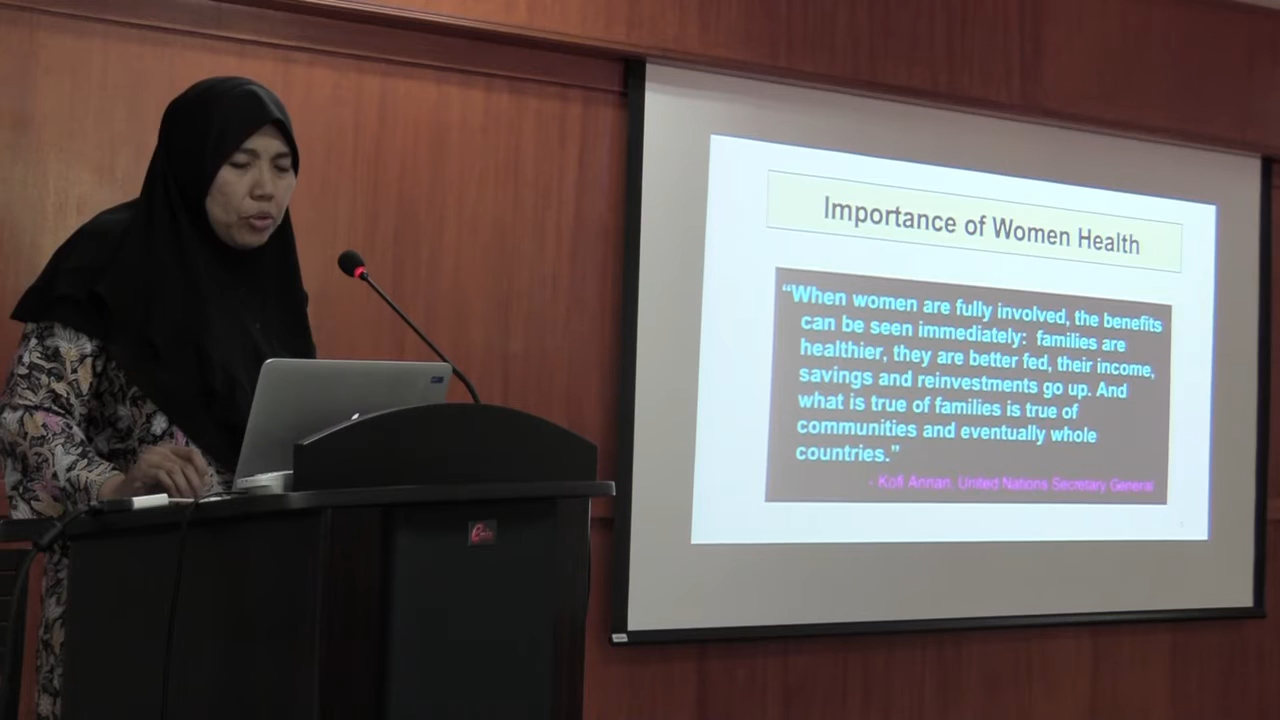 Importance of Women Health
“When women are fully involved, the benefits
can be seen immediately: families are
healthier, they are better fed, their income,
savings and reinvestments go up. And
what is true of families is true of
communities and eventually whole
countries.”
- Kofi Annan, United Nations Secretary General